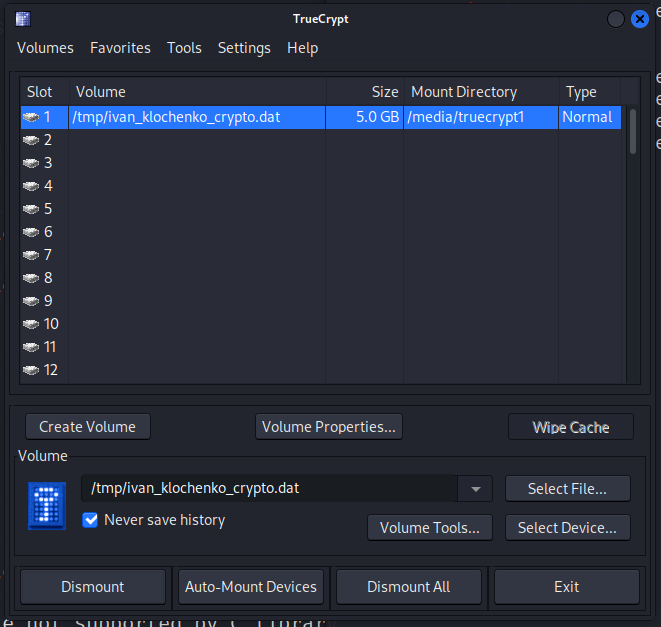 TrueCrypt
Volumes Favorites Tools Settings Help
Slot Volume Size Mount Directory Type
1 /tmp/ivan_klochenko_crypto.dat 5.0 GB /media/truecrypt1 Normal
2
3
4
5
6
7
8
9
10
11
12
Create Volume Volume Properties... Wipe Cache
Volume
/tmp/ivan_klochenko_crypto.dat Select File...
Never save history
Volume Tools... Select Device...
Dismount Auto-Mount Devices Dismount All Exit
e not supported by C librar